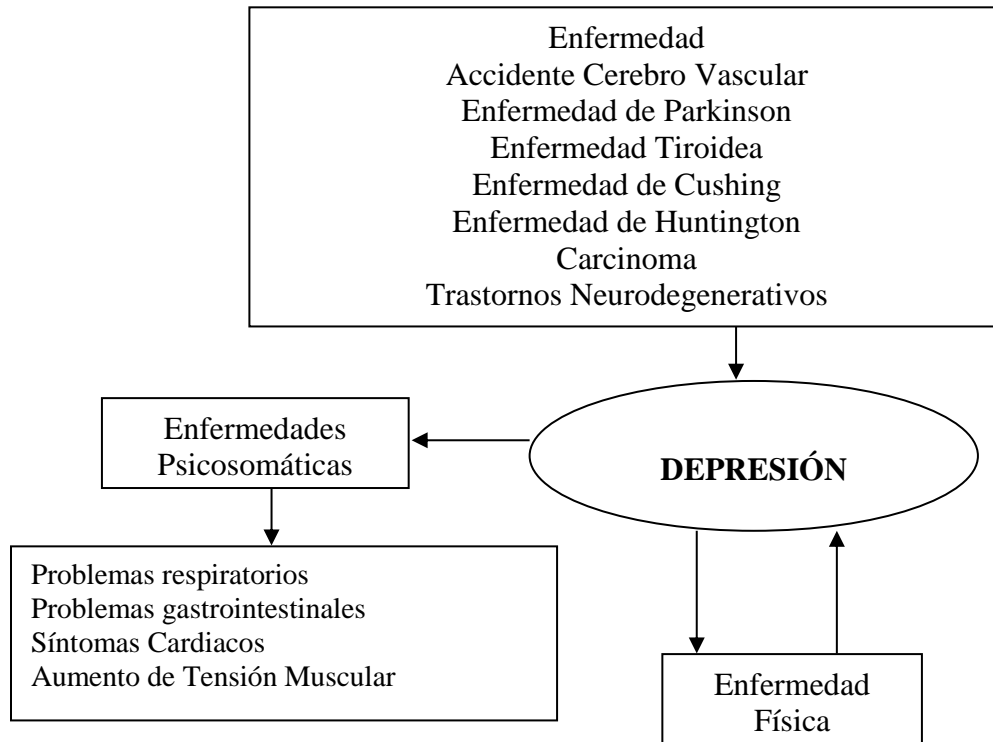 Enfermedad
Accidente Cerebro Vascular
Enfermedad de Parkinson
Enfermedad Tiroidea
Enfermedad de Cushing
Enfermedad de Huntington
Carcinoma
Trastornos Neurodegenerativos
Enfermedades
Psicosomáticas
DEPRESIÓN
Problemas respiratorios
Problemas gastrointestinales
Síntomas Cardiacos
Aumento de Tensión Muscular
Enfermedad
Física